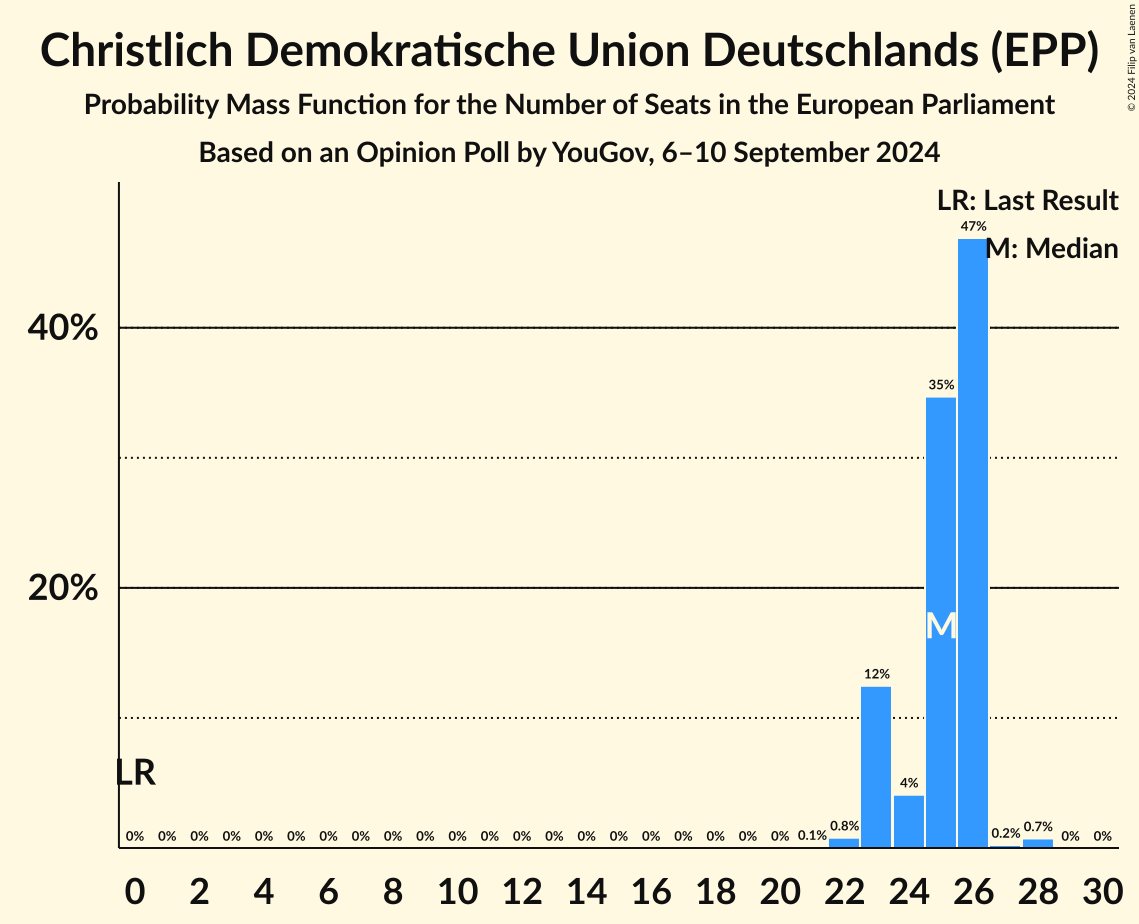 Christlich Demokratische Union Deutschlands (EPP)
Probability Mass Function for the Number of Seats in the European Parliament
Based on an Opinion Poll by YouGov, 6–10 September 2024
© 2024 Filip van Laenen
LR: Last Result
M: Median
47%
40%
35%
20%
M
12%
LR
4%
0% 0% 0% 0% 0% 0% 0% 0% 0% 0% 0% 0% 0% 0% 0% 0% 0% 0% 0% 0% 0% 0.1% 0.8% 0.2% 0.7% 0% 0%
0 2 4 6 8 10 12 14 16 18 20 22 24 26 28 30